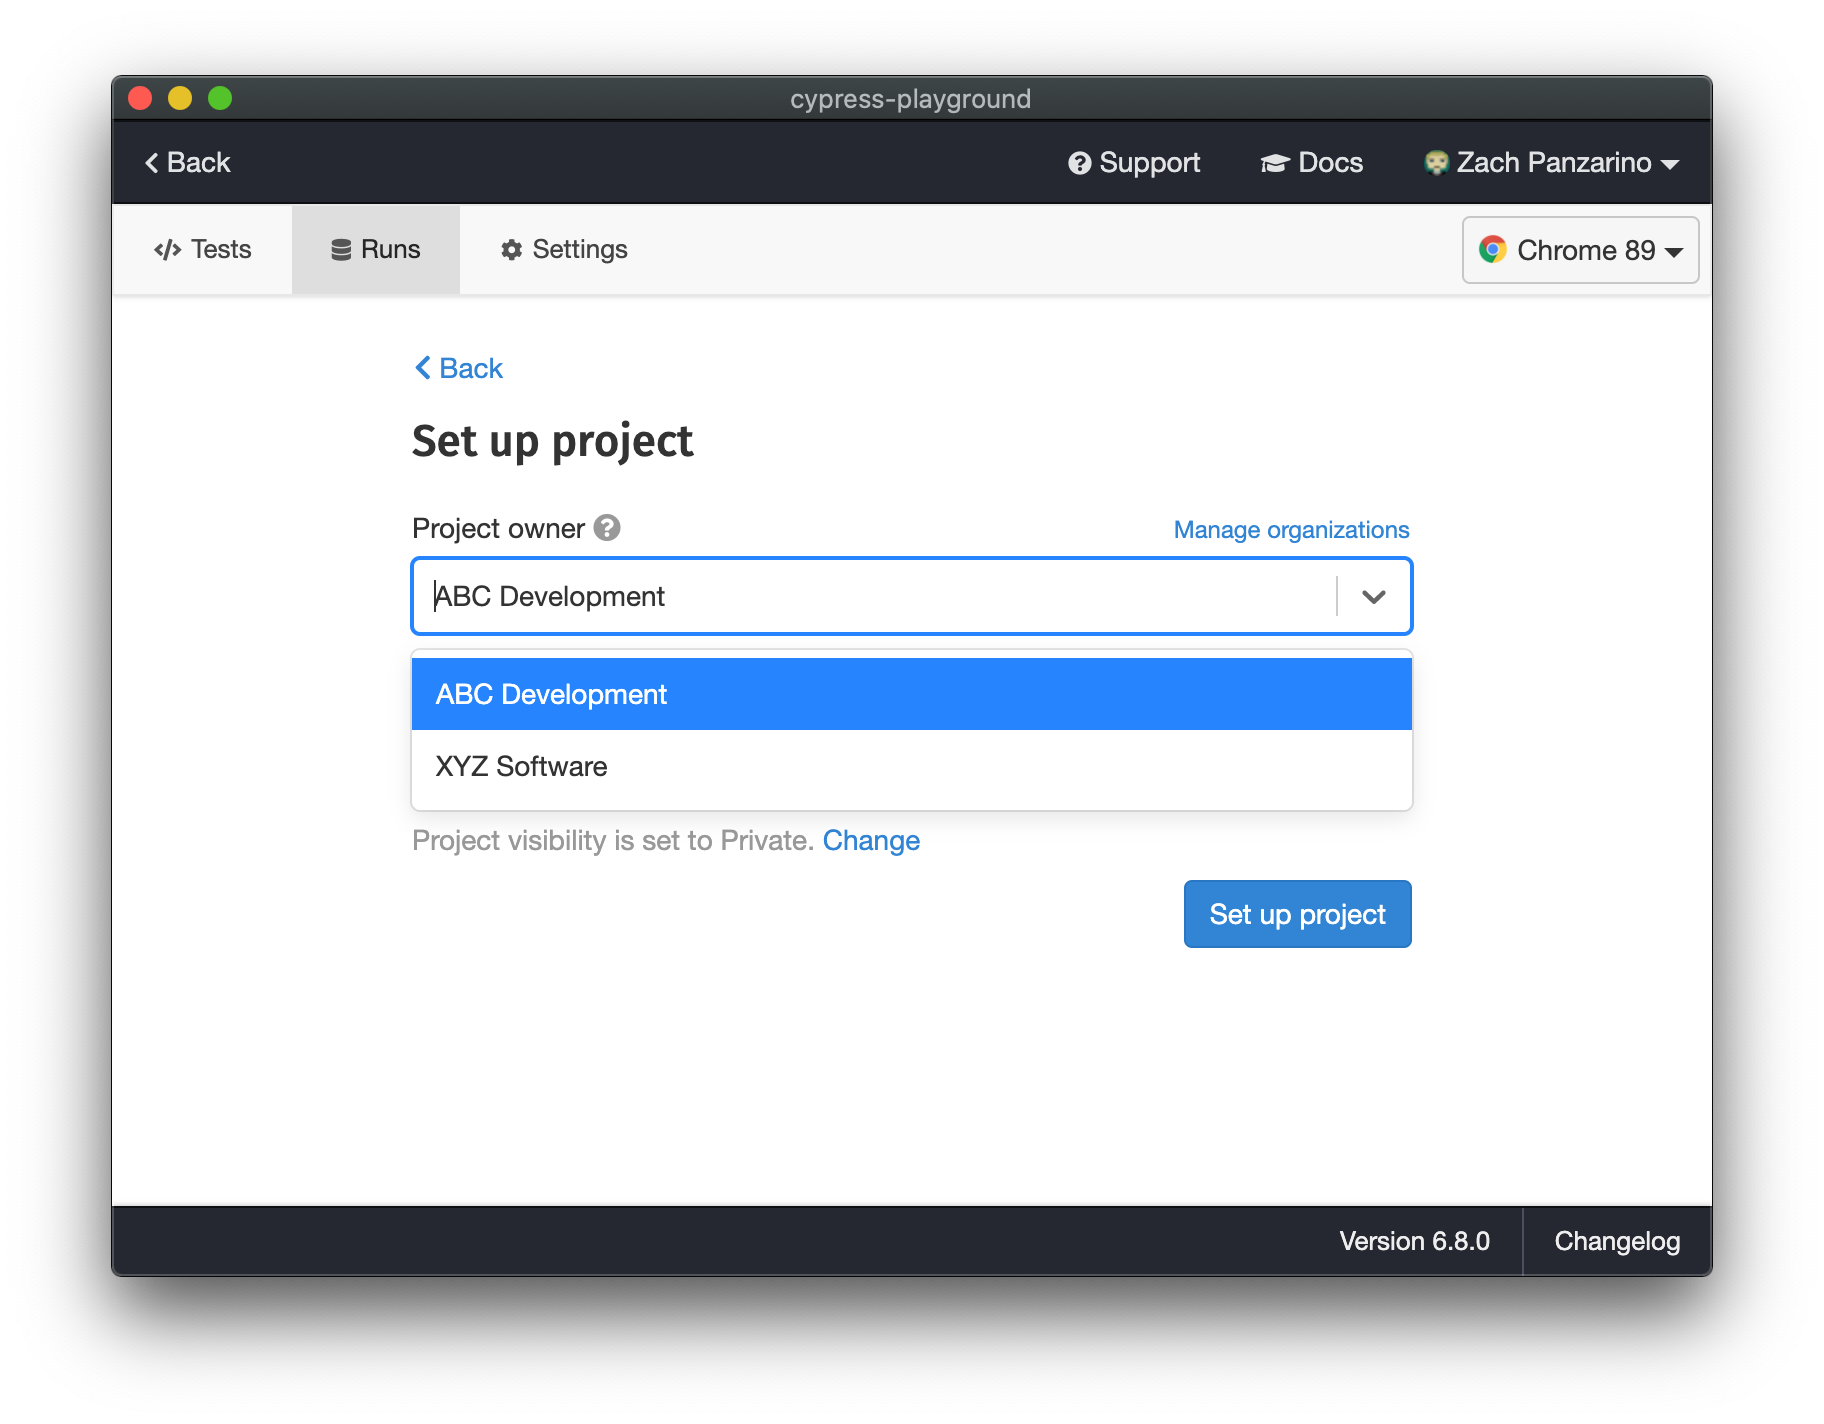 cypress-playground
Back
Support
Docs
Zach Panzarino
Tests
Runs
Settings
Chrome 89
Back
Set up project
Project owner
Manage organizations
ABC Development
ABC Development
XYZ Software
Project visibility is set to Private. Change
Set up project
Version 6.8.0
Changelog